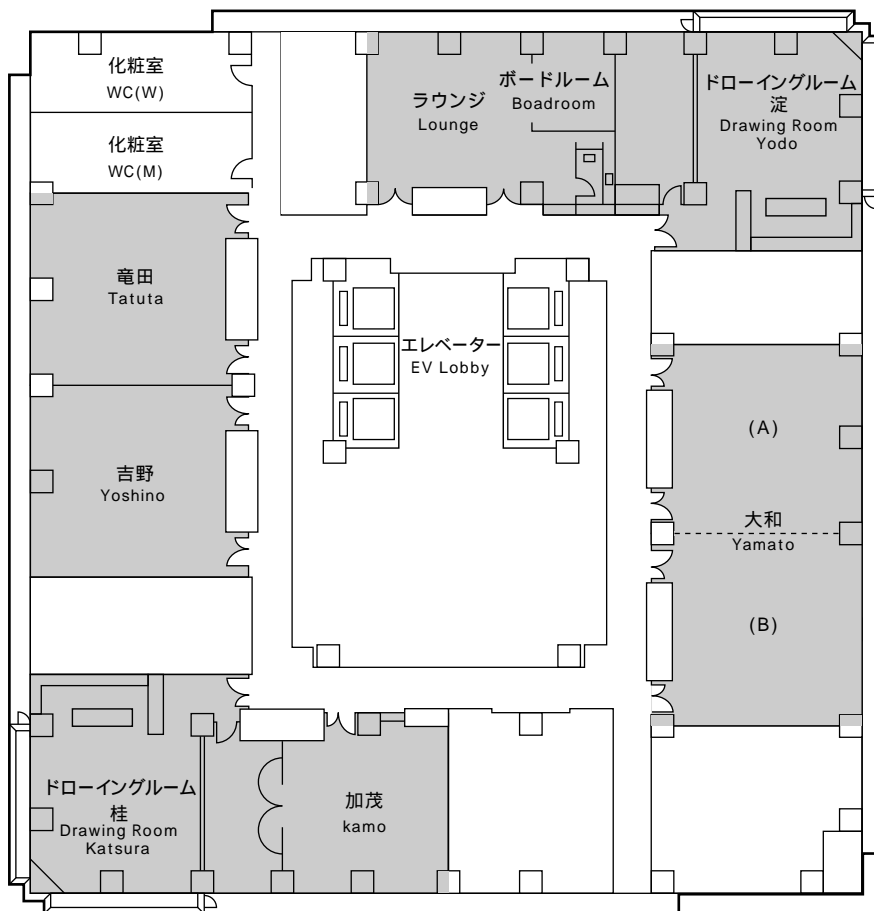 化粧室
WC(W)
化粧室
WC(M)
ラウンジ
Lounge
ボードルーム
Boadroom
ドローイングルーム
淀
Drawing Room
Yodo
竜田
Tatuta
エレベーター
EV Lobby
吉野
Yoshino
(A)
大和
Yamato
(B)
ドローイングルーム
桂
Drawing Room
Katsura
加茂
kamo